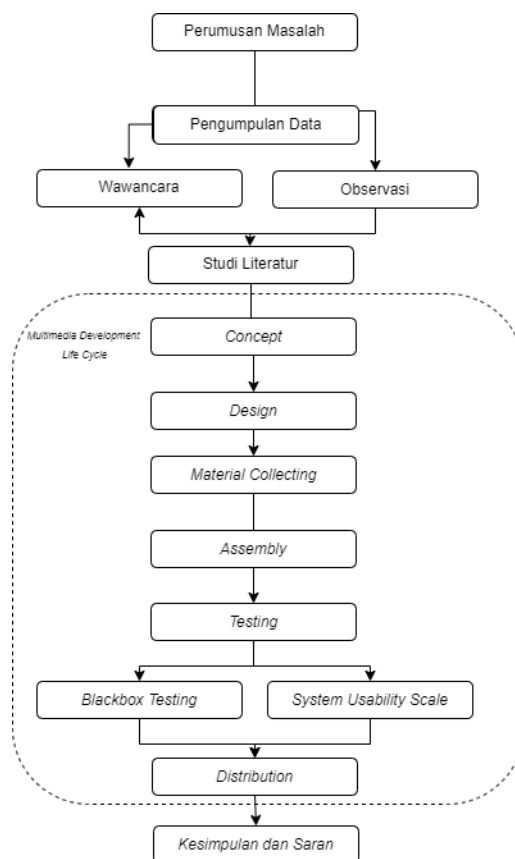 Perumusan Masalah
Pengumpulan Data
Wawancara
Observasi
Studi Literatur
Multimedia Development
Life Cycle
Concept
Design
Material Collecting
Assembly
Testing
Blackbox Testing
System Usability Scale
Distribution
Kesimpulan dan Saran